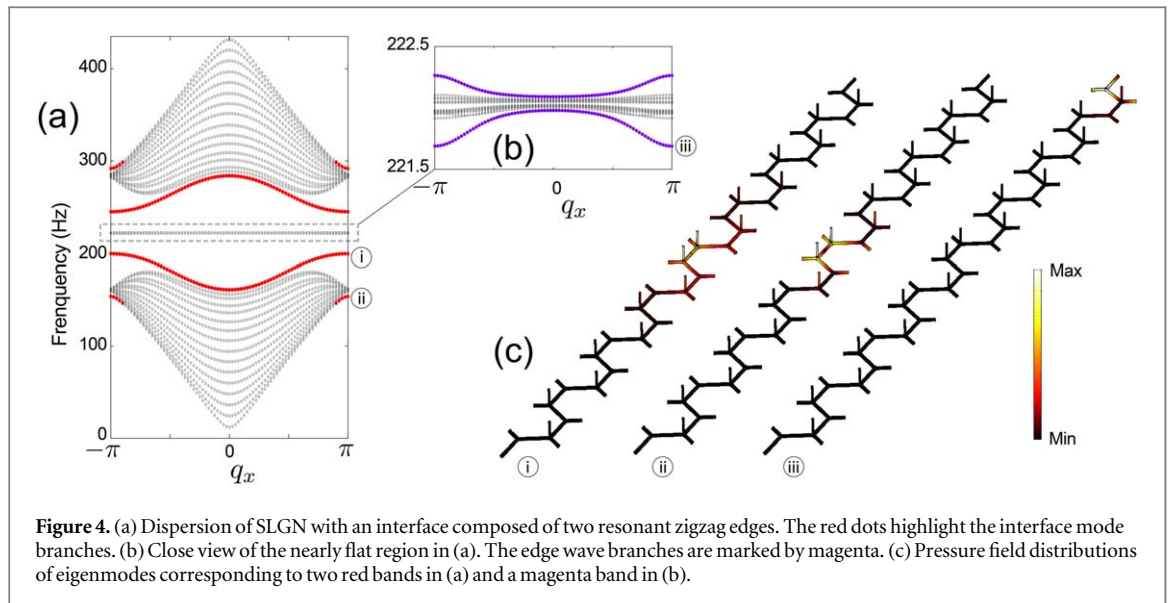 (a)
400
300
200
100
0
Frenquency (Hz)
−π
0
π
q_x
i
ii
222.5
221.5
(b)
iii
−π
0
π
q_x
(c)
i
ii
iii
Max
Min
Figure 4. (a) Dispersion of SLGN with an interface composed of two resonant zigzag edges. The red dots highlight the interface mode
branches. (b) Close view of the nearly flat region in (a). The edge wave branches are marked by magenta. (c) Pressure field distributions
of eigenmodes corresponding to two red bands in (a) and a magenta band in (b).